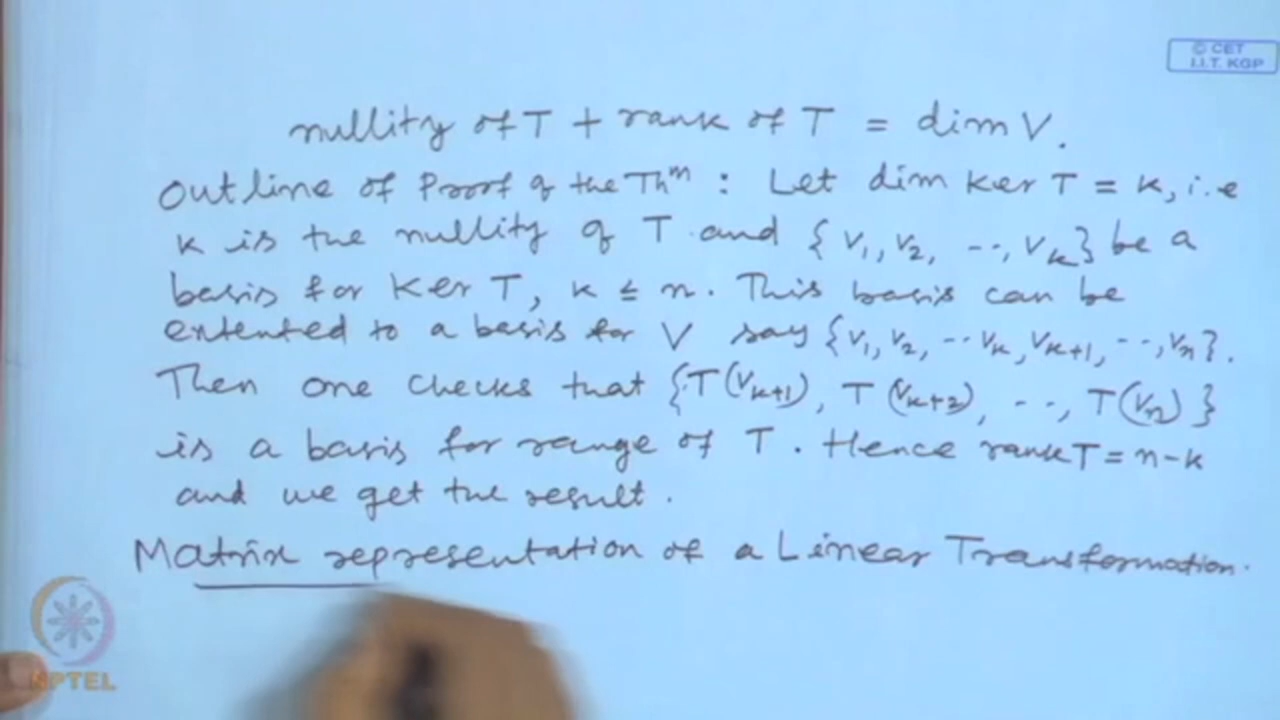 © CET
I.I.T. KGP
nullity of T + rank of T = dim V.
Outline of Proof of the Thᵐ : Let dim ker T = k, i.e
k is the nullity of T and {v₁, v₂, ..., vₖ} be a
basis for Ker T, k ≤ n. This basis can be
extented to a basis for V say {v₁, v₂, ... vₖ, vₖ₊₁, ..., vₙ}.
Then one checks that {T(vₖ₊₁), T(vₖ₊₂), ..., T(vₙ)}
is a basis for range of T. Hence rank T = n-k
and we get the result.
Matrix representation of a Linear Transformation.
NPTEL